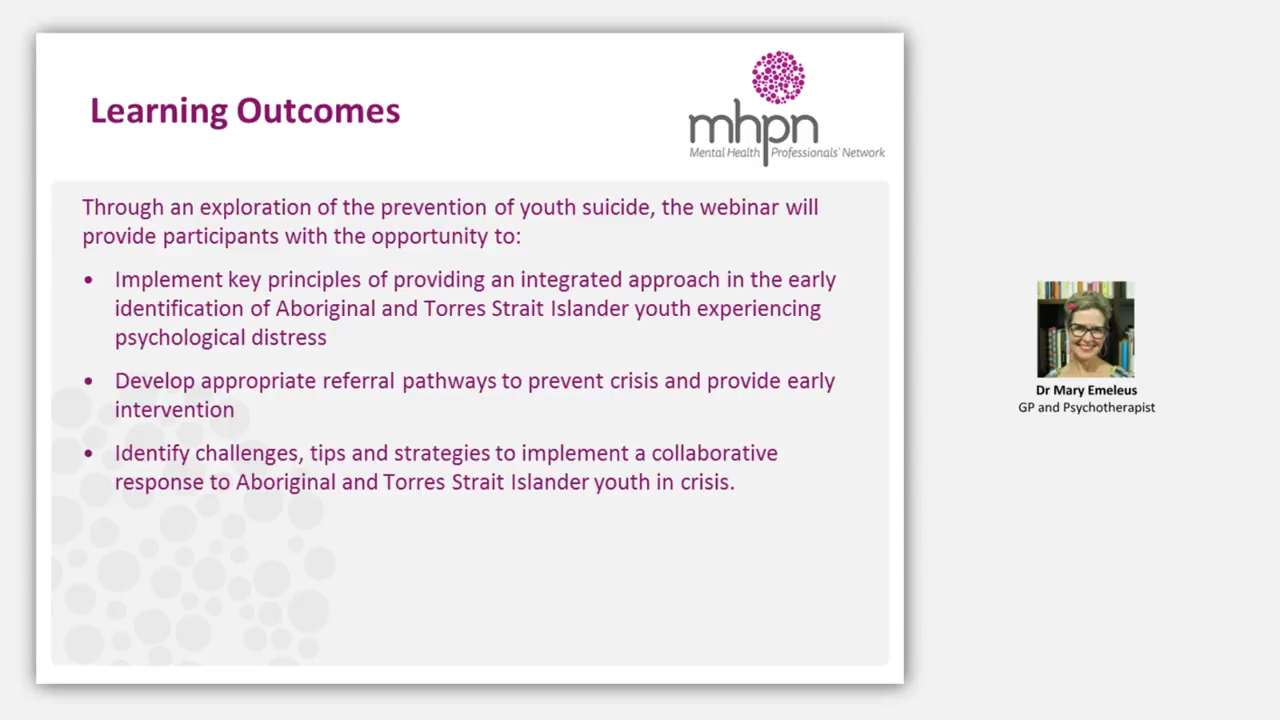 Learning Outcomes
mhpn
Mental Health Professionals' Network
Through an exploration of the prevention of youth suicide, the webinar will
provide participants with the opportunity to:
• Implement key principles of providing an integrated approach in the early
identification of Aboriginal and Torres Strait Islander youth experiencing
psychological distress
• Develop appropriate referral pathways to prevent crisis and provide early
intervention
• Identify challenges, tips and strategies to implement a collaborative
response to Aboriginal and Torres Strait Islander youth in crisis.
Dr Mary Emeleus
GP and Psychotherapist